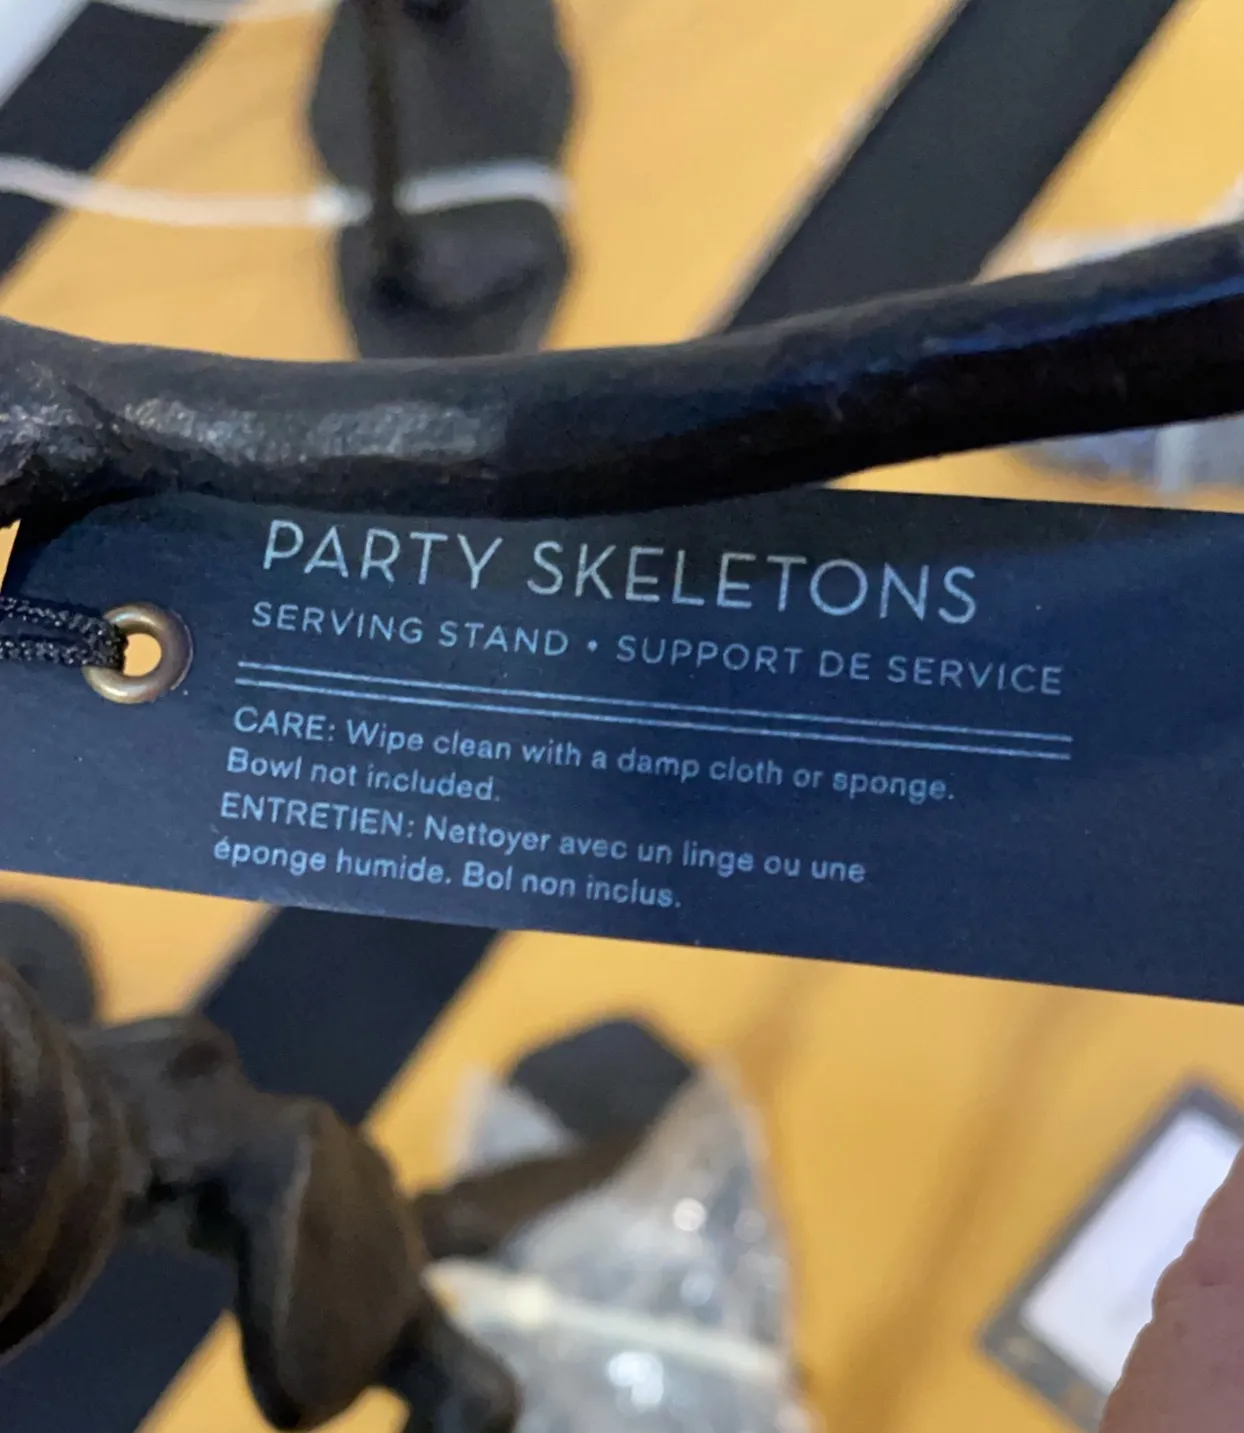 PARTY SKELETONS
SERVING STAND • SUPPORT DE SERVICE
CARE: Wipe clean with a damp cloth or sponge.
Bowl not included.
ENTRETIEN: Nettoyer avec un linge ou une
éponge humide. Bol non inclus.